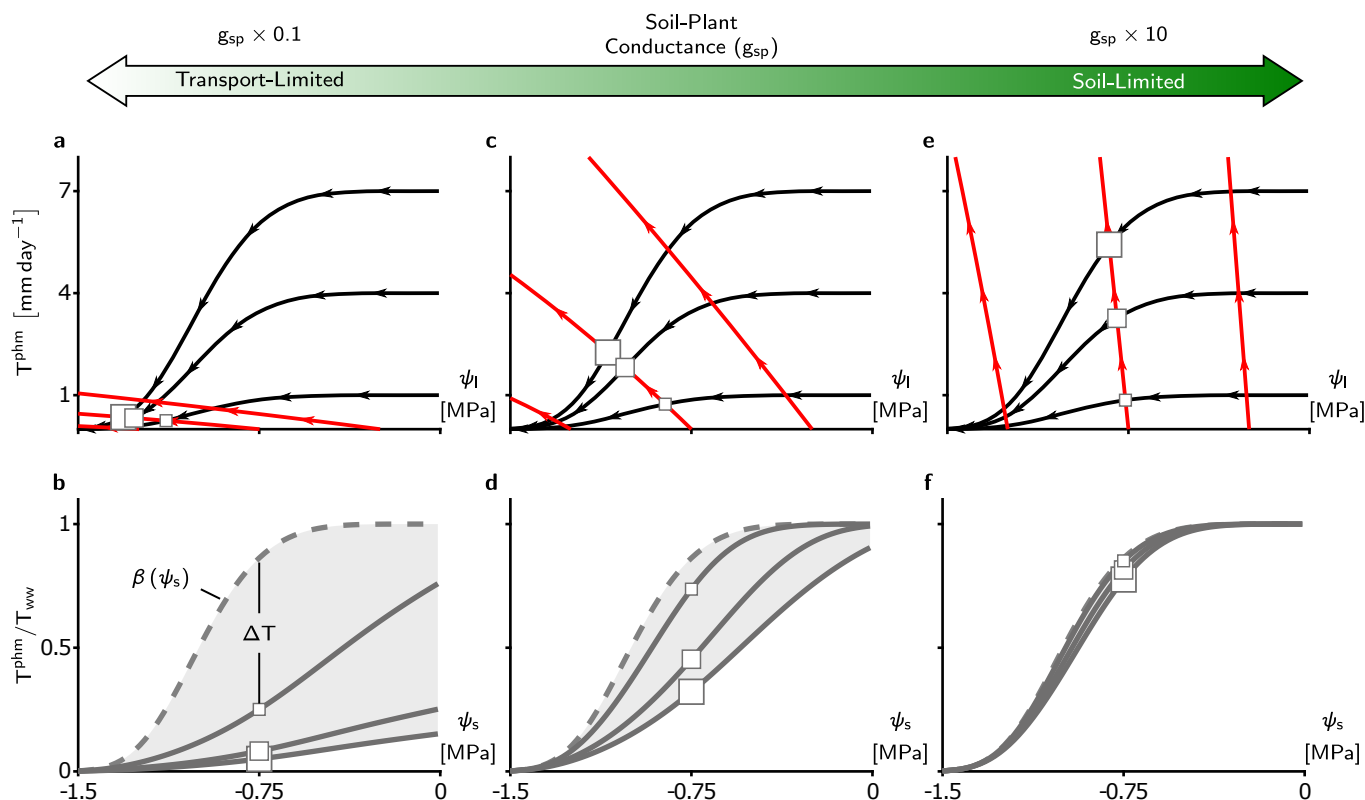 Soil-Plant
g_sp × 0.1 Conductance (g_sp) g_sp × 10
Transport-Limited Soil-Limited
a c e
7 4 1
T^phm [mm day^−1]
ψ_l
[MPa]
ψ_l
[MPa]
ψ_l
[MPa]
b d f
1 0.5 0
T^phm/T_ww
β(ψ_s)
ΔT
ψ_s
[MPa]
ψ_s
[MPa]
ψ_s
[MPa]
-1.5 -0.75 0 -1.5 -0.75 0 -1.5 -0.75 0